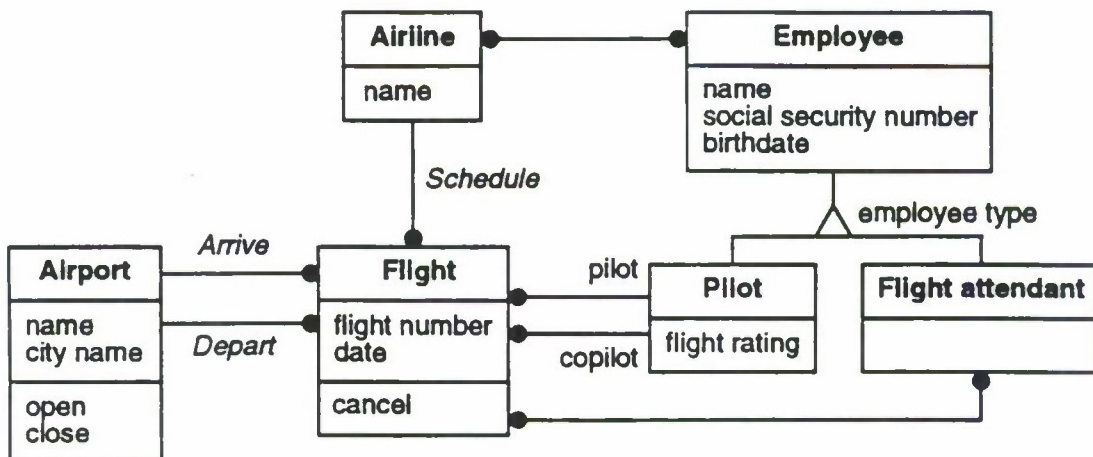 Airline
name
Employee
name
social security number
birthdate
Schedule
employee type
Arrive
Airport
name
city name
open
close
Depart
Flight
flight number
date
cancel
pilot
copilot
Pilot
flight rating
Flight attendant